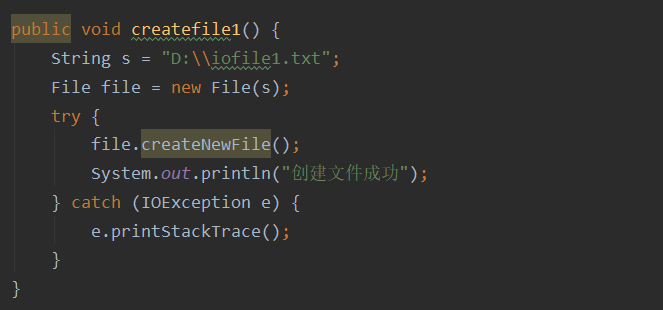 public void createfile1() {
    String s = "D:\\iofile1.txt";
    File file = new File(s);
    try {
        file.createNewFile();
        System.out.println("创建文件成功");
    } catch (IOException e) {
        e.printStackTrace();
    }
}